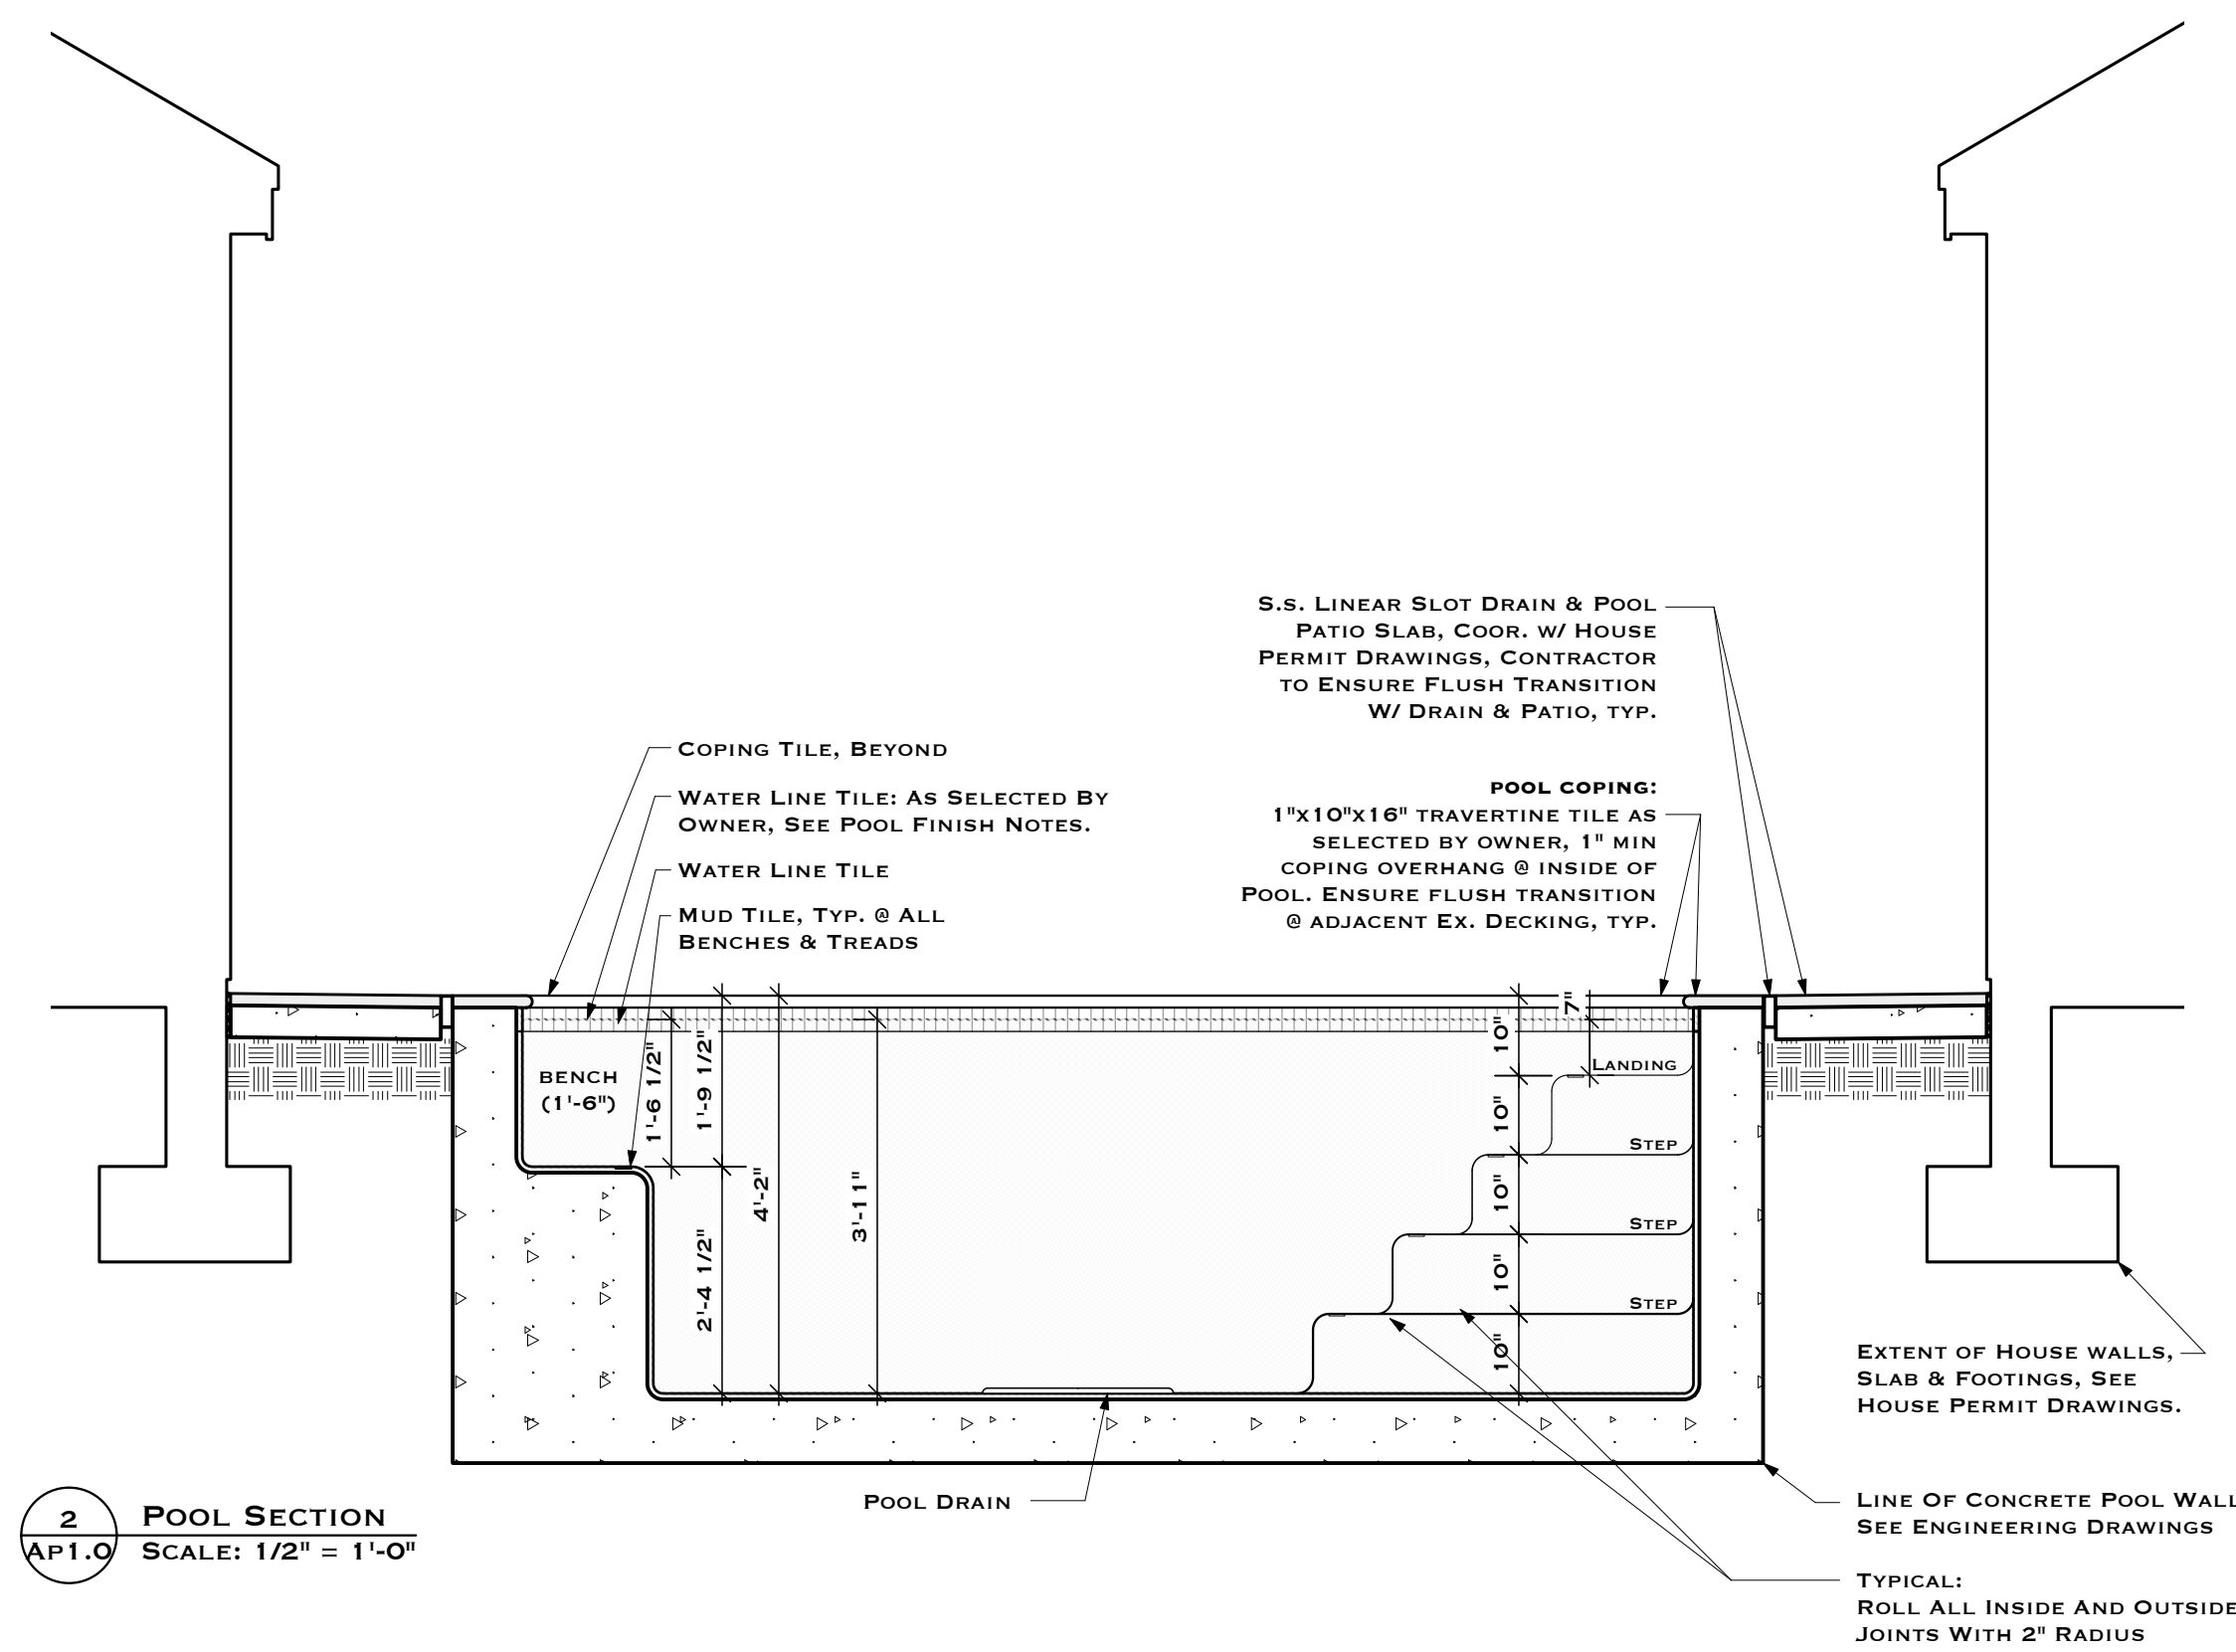 S.s. Linear Slot Drain & Pool
Patio Slab, Coor. w/ House
Permit Drawings, Contractor
to Ensure Flush Transition
w/ Drain & Patio, typ.
Coping Tile, Beyond
Water Line Tile: As Selected By
Owner, See Pool Finish Notes.
Water Line Tile
Mud Tile, Typ. @ All
Benches & Treads
POOL COPING:
1"x10"x16" travertine tile as
selected by owner, 1" min
coping overhang @ inside of
Pool. Ensure flush transition
@ adjacent Ex. Decking, typ.
BENCH
(1'-6")
1'-6 1/2"
1'-9 1/2"
2'-4 1/2"
4'-2"
3'-11"
7"
10"
10"
10"
10"
10"
Landing
Step
Step
Step
Extent of House walls,
Slab & Footings, See
House Permit Drawings.
Pool Drain
Line Of Concrete Pool Wall
See Engineering Drawings
Typical:
Roll All Inside And Outside
Joints With 2" Radius
2
Ap1.0
Pool Section
Scale: 1/2" = 1'-0"